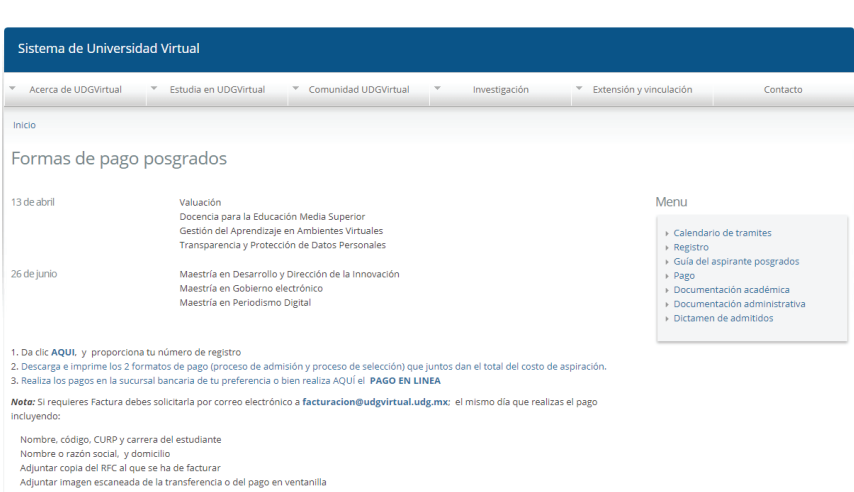 Sistema de Universidad Virtual
Acerca de UDGVirtual
Estudia en UDGVirtual
Comunidad UDGVirtual
Investigación
Extensión y vinculación
Contacto
Inicio
Formas de pago posgrados
13 de abril
Valuación
Docencia para la Educación Media Superior
Gestión del Aprendizaje en Ambientes Virtuales
Transparencia y Protección de Datos Personales
26 de junio
Maestría en Desarrollo y Dirección de la Innovación
Maestría en Gobierno electrónico
Maestría en Periodismo Digital
Menu
Calendario de tramites
Registro
Guía del aspirante posgrados
Pago
Documentación académica
Documentación administrativa
Dictamen de admitidos
1. Da clic AQUI, y proporciona tu número de registro
2. Descarga e imprime los 2 formatos de pago (proceso de admisión y proceso de selección) que juntos dan el total del costo de aspiración.
3. Realiza los pagos en la sucursal bancaria de tu preferencia o bien realiza AQUÍ el PAGO EN LINEA
Nota: Si requieres Factura debes solicitarla por correo electrónico a facturacion@udgvirtual.udg.mx; el mismo día que realizas el pago
incluyendo:
Nombre, código, CURP y carrera del estudiante
Nombre o razón social, y domicilio
Adjuntar copia del RFC al que se ha de facturar
Adjuntar imagen escaneada de la transferencia o del pago en ventanilla